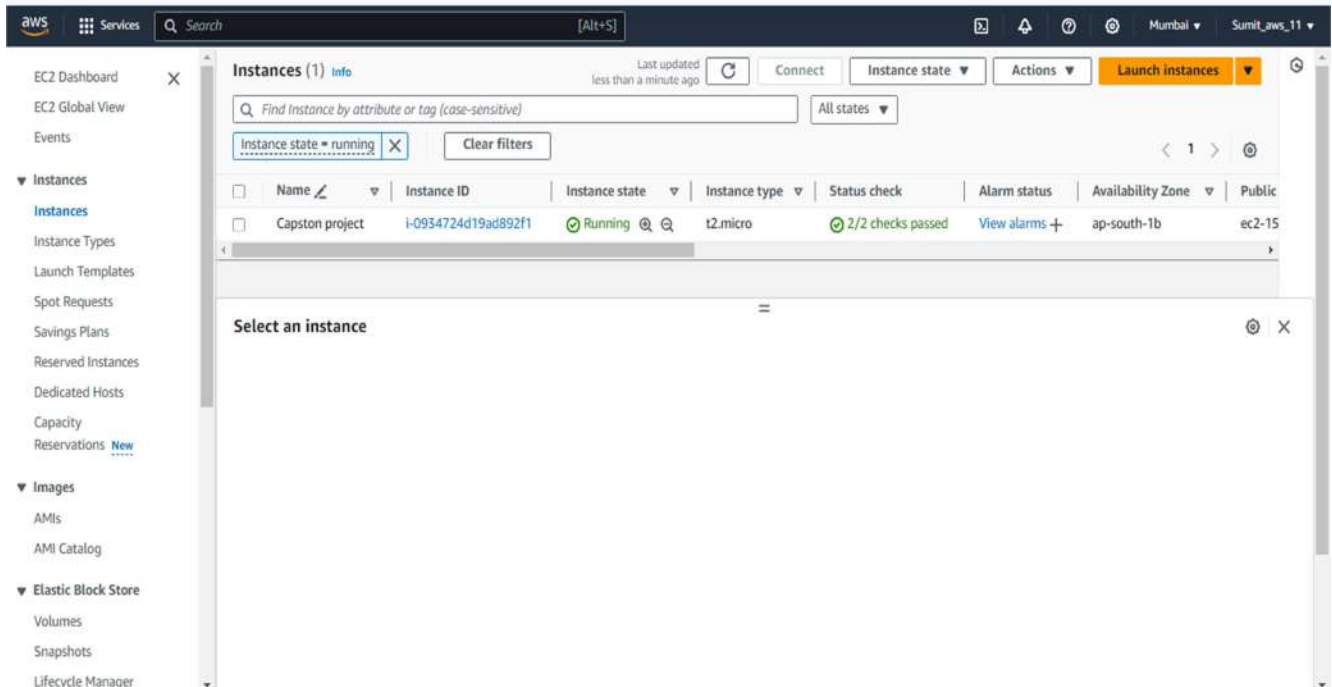 aws Services Search [Alt+S] Mumbai Sumit_aws_11
EC2 Dashboard
EC2 Global View
Events
Instances
Instances
Instance Types
Launch Templates
Spot Requests
Savings Plans
Reserved Instances
Dedicated Hosts
Capacity
Reservations New
Images
AMIs
AMI Catalog
Elastic Block Store
Volumes
Snapshots
Lifecycle Manager
Instances (1) Info
Last updated
less than a minute ago
Connect Instance state Actions Launch instances
Find Instance by attribute or tag (case-sensitive) All states
Instance state = running Clear filters
1
Name Instance ID Instance state Instance type Status check Alarm status Availability Zone Public
Capston project i-0934724d19ad892f1 Running t2.micro 2/2 checks passed View alarms + ap-south-1b ec2-15
Select an instance